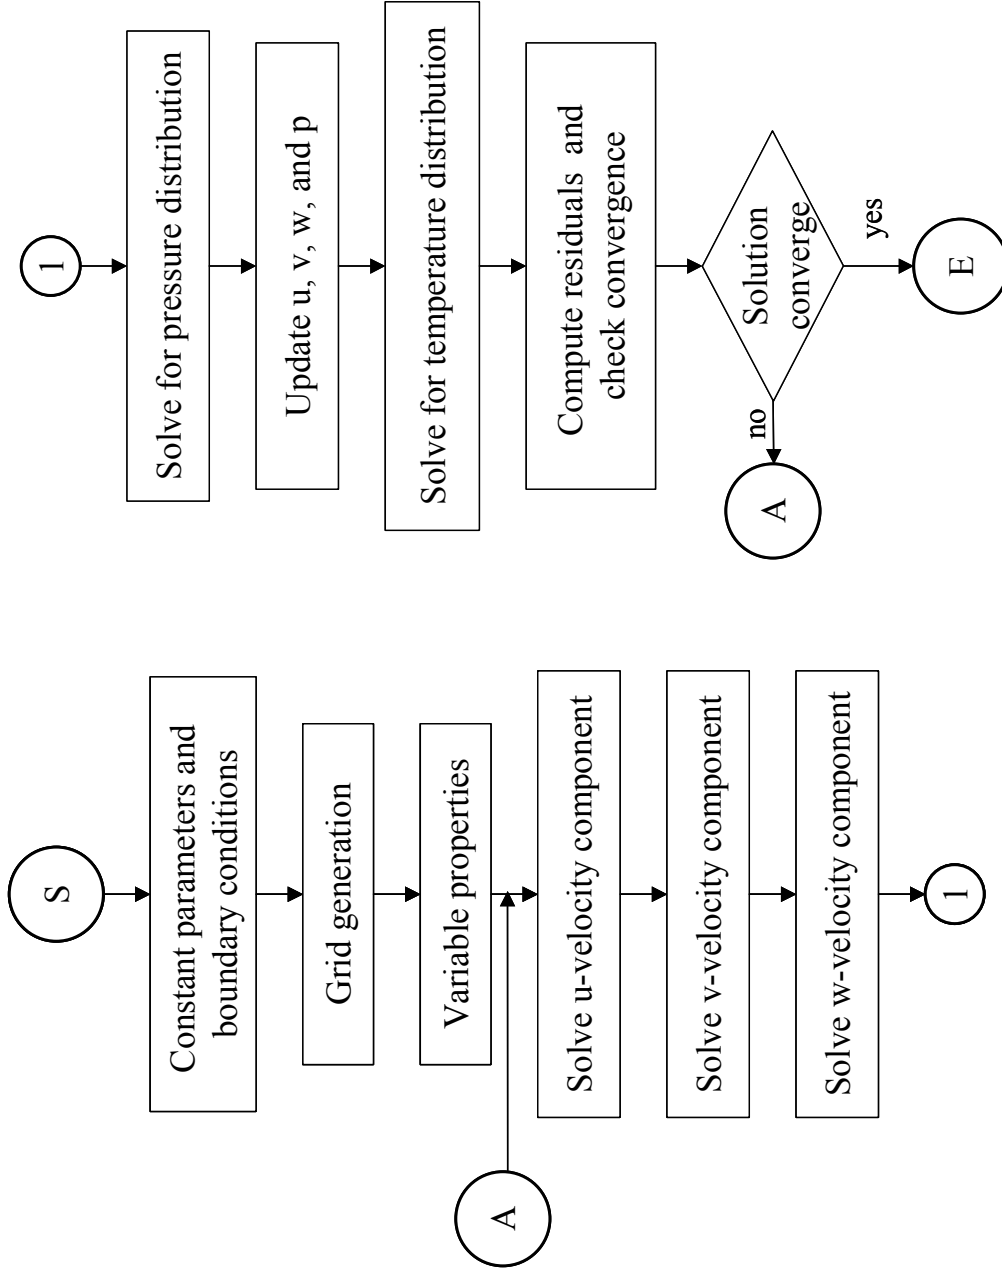 S
Constant parameters and
boundary conditions
Grid generation
Variable properties
A
Solve u-velocity component
Solve v-velocity component
Solve w-velocity component
1
1
Solve for pressure distribution
Update u, v, w, and p
Solve for temperature distribution
Compute residuals and
check convergence
Solution
converge
no
A
yes
E